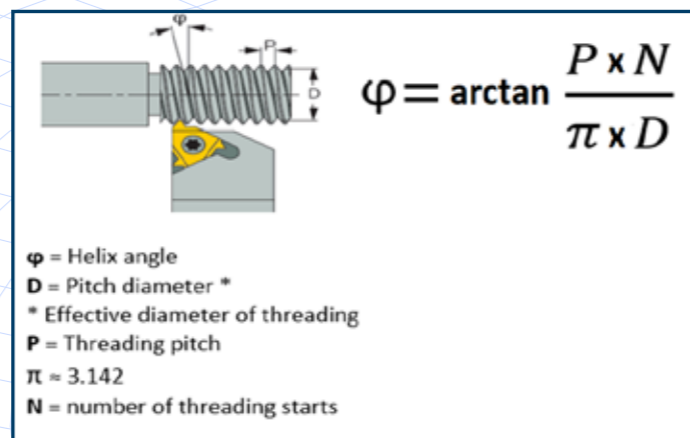 φ
P
D
φ = arctan P x N / π x D
φ = Helix angle
D = Pitch diameter *
* Effective diameter of threading
P = Threading pitch
π ≈ 3.142
N = number of threading starts